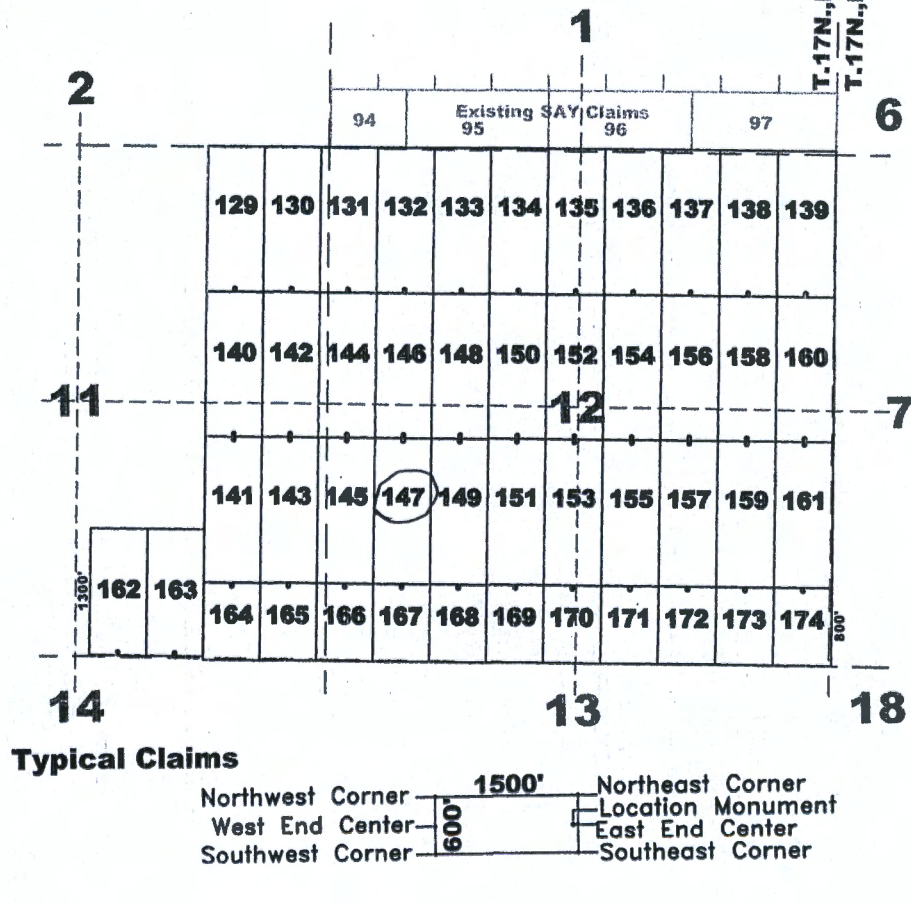 T.17N.,
T.17N.,
1
2
6
Existing SAY Claims
94 95 96 97
129 130 131 132 133 134 135 136 137 138 139
140 142 144 146 148 150 152 154 156 158 160
11 12 7
141 143 145 147 149 151 153 155 157 159 161
1300' 162 163
164 165 166 167 168 169 170 171 172 173 174 800'
14 13 18
Typical Claims
1500'
600'
Northwest Corner
West End Center
Southwest Corner
Northeast Corner
Location Monument
East End Center
Southeast Corner